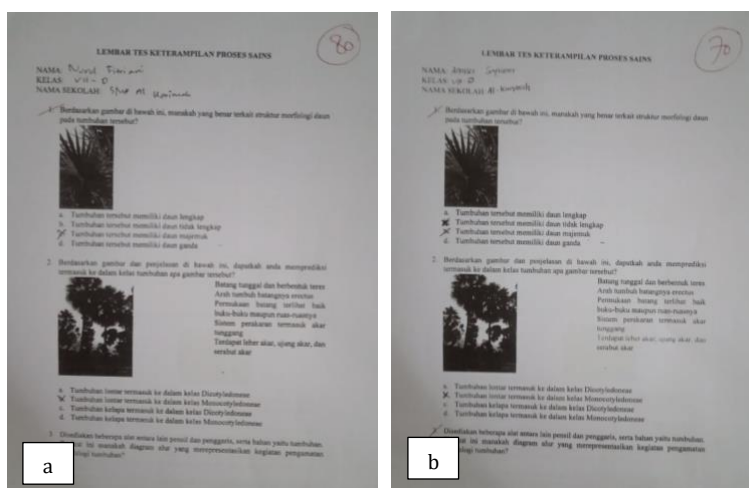 80
LEMBAR TES KETERAMPILAN PROSES SAINS
NAMA: Nurul Fitriani
KELAS: VII - D
NAMA SEKOLAH: SMP Al
1. Berdasarkan gambar di bawah ini, manakah yang benar terkait struktur morfologi daun
pada tumbuhan tersebut?
a. Tumbuhan tersebut memiliki daun lengkap
b. Tumbuhan tersebut memiliki daun tidak lengkap
c. Tumbuhan tersebut memiliki daun majemuk
d. Tumbuhan tersebut memiliki daun ganda
2. Berdasarkan gambar dan penjelasan di bawah ini, dapatkah anda memprediksi
termasuk ke dalam kelas tumbuhan apa gambar tersebut?
Batang tunggal dan berbentuk teres
Arah tumbuh batangnya erectus
Permukaan batang terlihat baik
buku-buku maupun ruas-ruasnya
Sistem perakaran termasuk akar
tunggang
Terdapat leher akar, ujung akar, dan
serabut akar
a. Tumbuhan lontar termasuk ke dalam kelas Dicotyledoneae
b. Tumbuhan lontar termasuk ke dalam kelas Monocotyledoneae
c. Tumbuhan kelapa termasuk ke dalam kelas Dicotyledoneae
d. Tumbuhan kelapa termasuk ke dalam kelas Monocotyledoneae
3. Disediakan beberapa alat antara lain pensil dan penggaris, serta bahan yaitu tumbuhan.
ini manakah diagram alur yang merepresentasikan kegiatan pengamatan
tumbuhan?
a
70
LEMBAR TES KETERAMPILAN PROSES SAINS
NAMA:
KELAS: VII D
NAMA SEKOLAH: Al-
1. Berdasarkan gambar di bawah ini, manakah yang benar terkait struktur morfologi daun
pada tumbuhan tersebut?
a. Tumbuhan tersebut memiliki daun lengkap
b. Tumbuhan tersebut memiliki daun tidak lengkap
c. Tumbuhan tersebut memiliki daun majemuk
d. Tumbuhan tersebut memiliki daun ganda
2. Berdasarkan gambar dan penjelasan di bawah ini, dapatkah anda memprediksi
termasuk ke dalam kelas tumbuhan apa gambar tersebut?
Batang tunggal dan berbentuk teres
Arah tumbuh batangnya erectus
Permukaan batang terlihat baik
buku-buku maupun ruas-ruasnya
Sistem perakaran termasuk akar
tunggang
Terdapat leher akar, ujung akar, dan
serabut akar
a. Tumbuhan lontar termasuk ke dalam kelas Dicotyledoneae
b. Tumbuhan lontar termasuk ke dalam kelas Monocotyledoneae
c. Tumbuhan kelapa termasuk ke dalam kelas Dicotyledoneae
d. Tumbuhan kelapa termasuk ke dalam kelas Monocotyledoneae
3. Disediakan beberapa alat antara lain pensil dan penggaris, serta bahan yaitu tumbuhan.
ini manakah diagram alur yang merepresentasikan kegiatan pengamatan
tumbuhan?
b